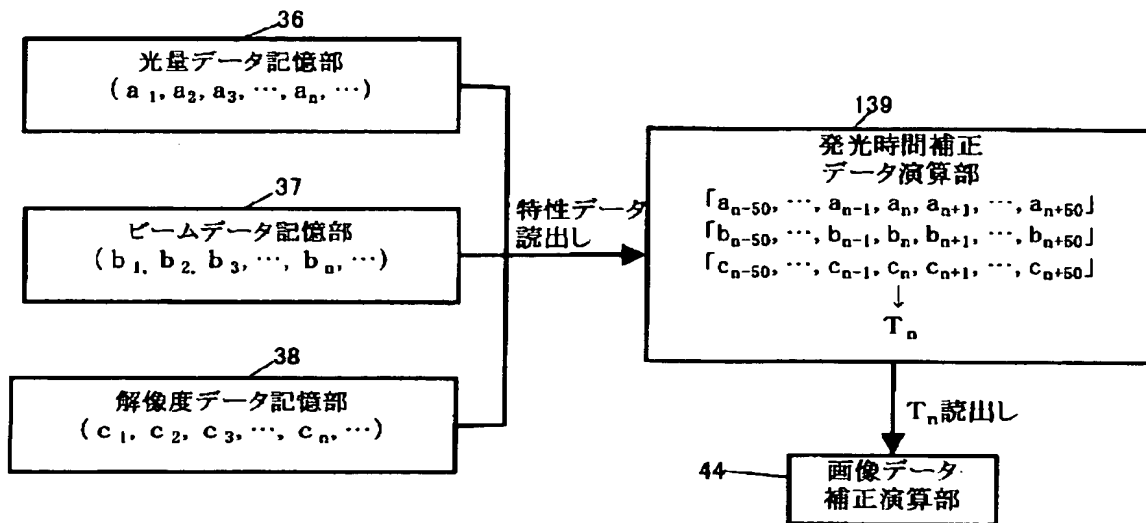 36
光量データ記憶部
(a1, a2, a3, …, an, …)
37
ビームデータ記憶部
(b1. b2. b3, …, bn, …)
38
解像度データ記憶部
(c1, c2, c3, …, cn, …)
特性データ
読出し
139
発光時間補正
データ演算部
「an-50, …, an-1, an, an+1, …, an+50」
「bn-50, …, bn-1, bn, bn+1, …, bn+50」
「cn-50, …, cn-1, cn, cn+1, …, cn+50」
↓
Tn
Tn読出し
44
画像データ
補正演算部